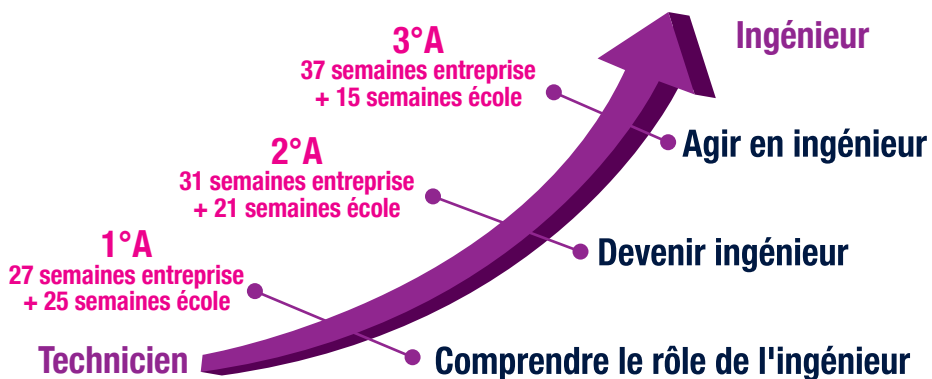 Ingénieur
3°A
37 semaines entreprise
+ 15 semaines école
Agir en ingénieur
2°A
31 semaines entreprise
+ 21 semaines école
Devenir ingénieur
1°A
27 semaines entreprise
+ 25 semaines école
Technicien
Comprendre le rôle de l'ingénieur